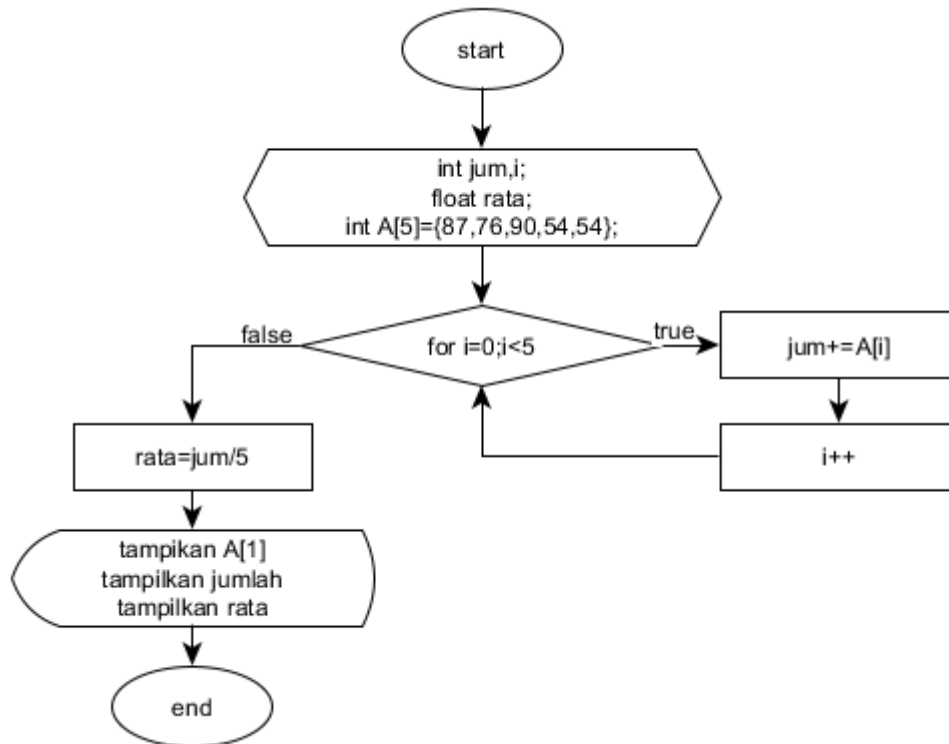 start
int jum,i;
float rata;
int A[5]={87,76,90,54,54};
for i=0;i<5
true
jum+=A[i]
i++
false
rata=jum/5
tampikan A[1]
tampilkan jumlah
tampilkan rata
end